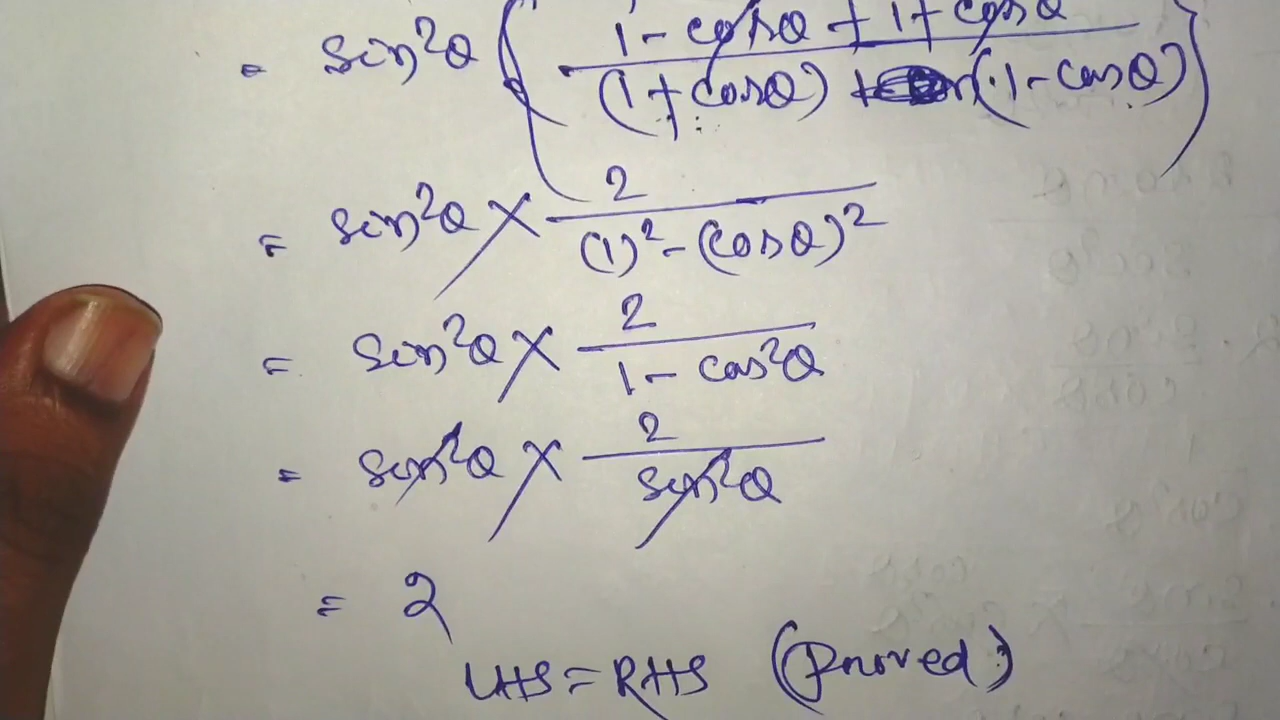 = Sin²θ { 1 - cosθ + 1 + cosθ / (1 + cosθ) (1 - cosθ) }
= Sin²θ × 2 / (1)² - (cosθ)²
= Sin²θ × 2 / 1 - cos²θ
= Sin²θ × 2 / Sin²θ
= 2
LHS = RHS (Proved)